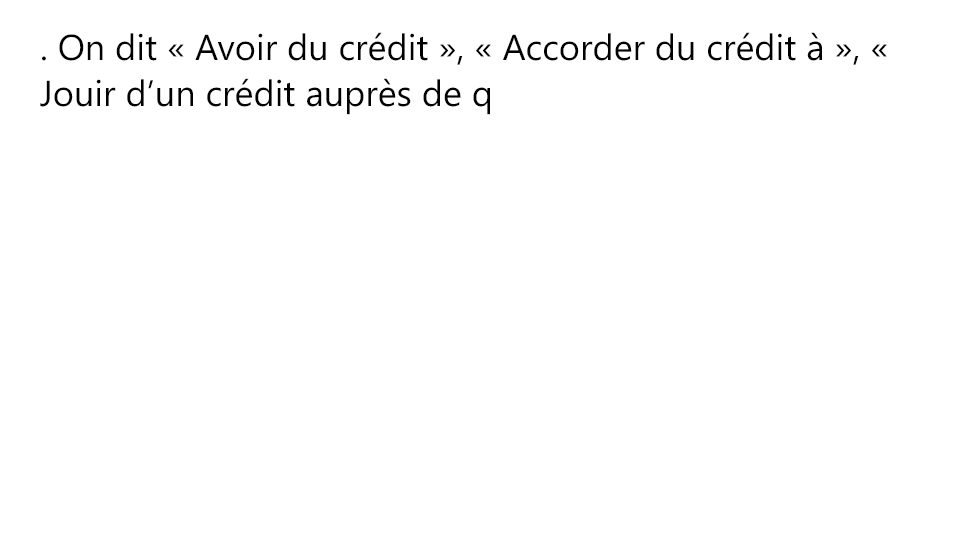 . On dit « Avoir du crédit », « Accorder du crédit à », «
Jouir d’un crédit auprès de q